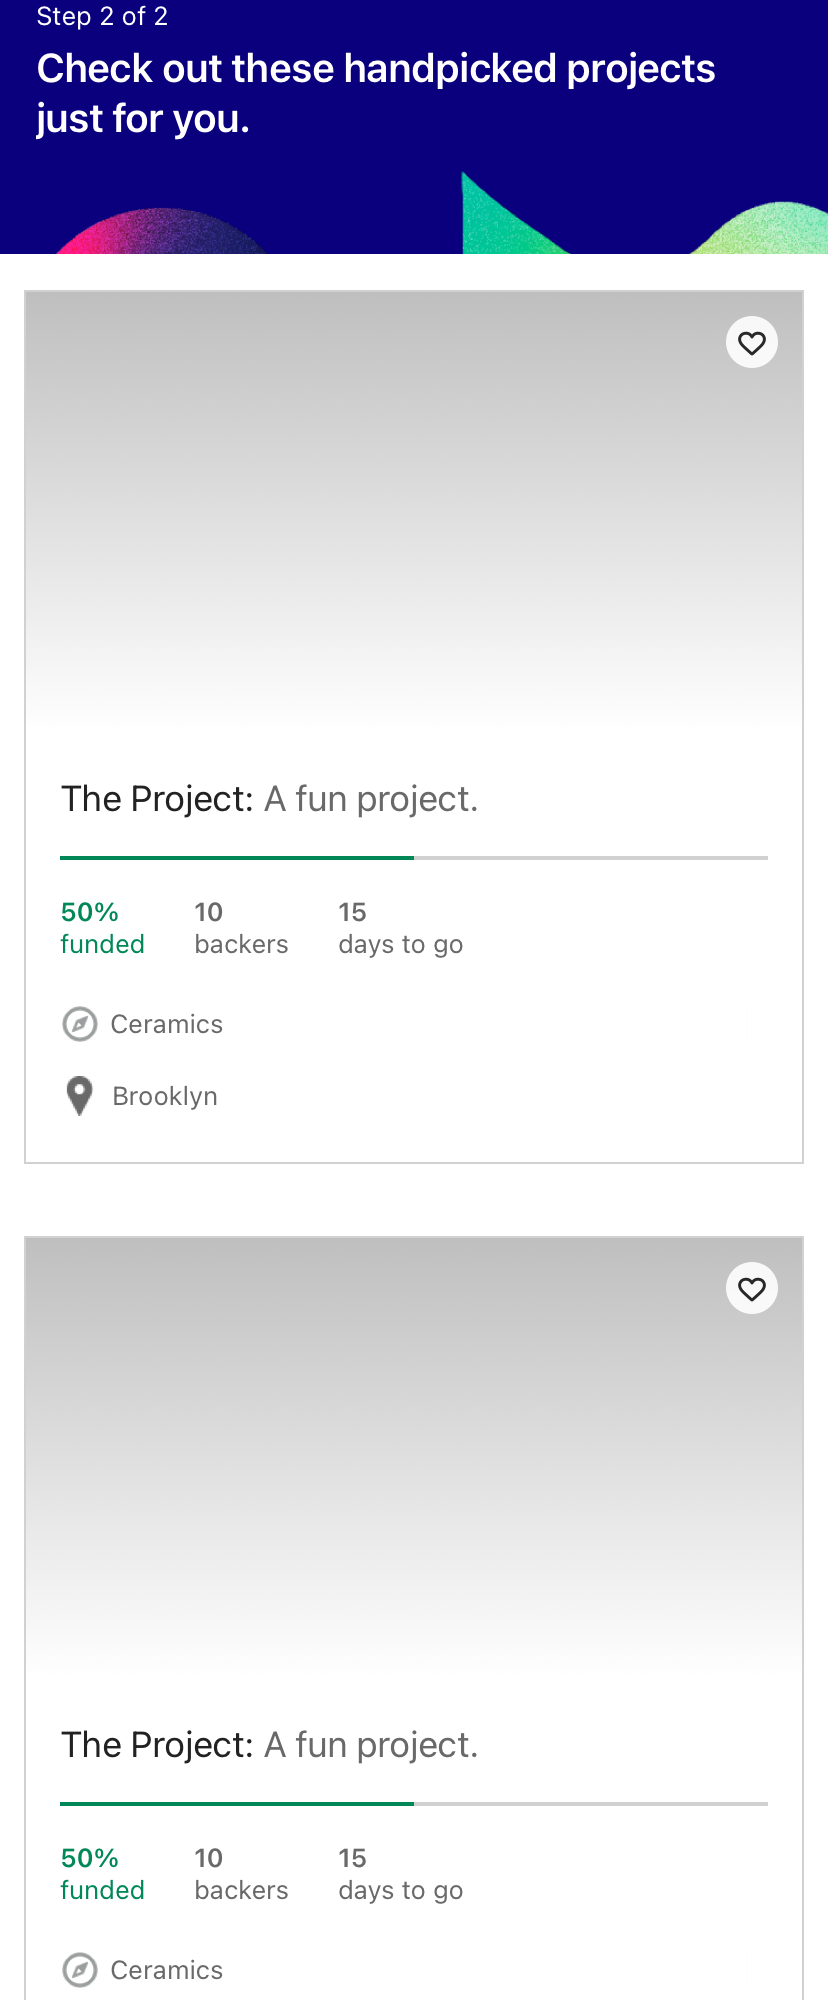 Step 2 of 2
Check out these handpicked projects
just for you.
The Project: A fun project.
50% 10 15
funded backers days to go
Ceramics
Brooklyn
The Project: A fun project.
50% 10 15
funded backers days to go
Ceramics